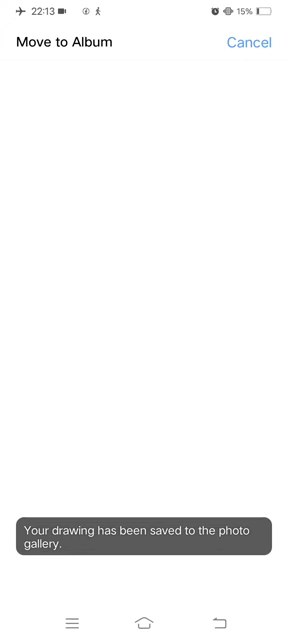 22:13
15%
Move to Album
Cancel
Your drawing has been saved to the photo
gallery.